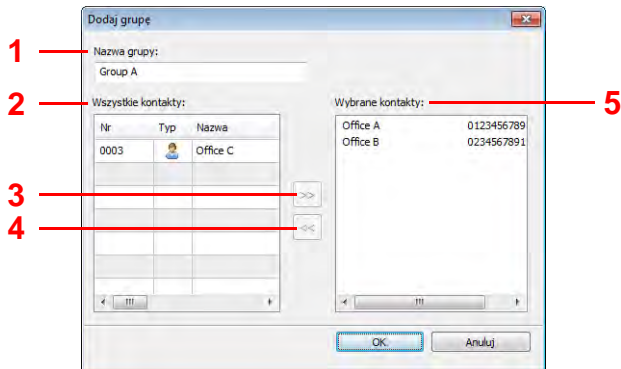 Dodaj grupę
1 Nazwa grupy:
Group A
2 Wszystkie kontakty: Wybrane kontakty: 5
Nr Typ Nazwa Office A 0123456789
Office B 0234567891
0003 Office C
3 >>
4 <<
OK Anuluj